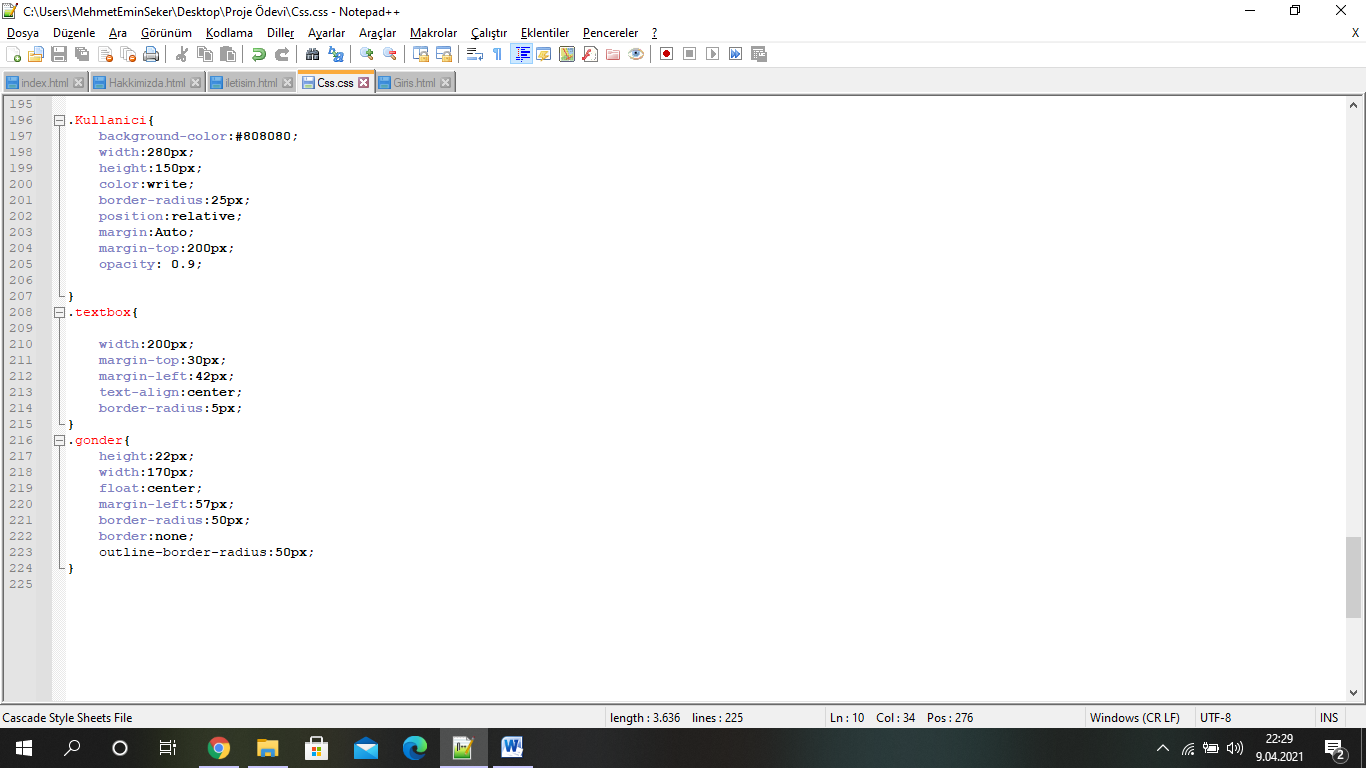 C:\Users\MehmetEminSeker\Desktop\Proje Ödevi\Css.css - Notepad++
Dosya Düzenle Ara Görünüm Kodlama Diller Ayarlar Araçlar Makrolar Çalıştır Eklentiler Pencereler ? X
index.html Hakkimizda.html iletisim.html Css.css Giris.html
195
196 .Kullanici{
197 background-color:#808080;
198 width:280px;
199 height:150px;
200 color:write;
201 border-radius:25px;
202 position:relative;
203 margin:Auto;
204 margin-top:200px;
205 opacity: 0.9;
206
207 }
208 .textbox{
209
210 width:200px;
211 margin-top:30px;
212 margin-left:42px;
213 text-align:center;
214 border-radius:5px;
215 }
216 .gonder{
217 height:22px;
218 width:170px;
219 float:center;
220 margin-left:57px;
221 border-radius:50px;
222 border:none;
223 outline-border-radius:50px;
224 }
225
Cascade Style Sheets File length : 3.636 lines : 225 Ln : 10 Col : 34 Pos : 276 Windows (CR LF) UTF-8 INS
22:29
9.04.2021
2